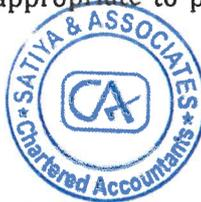 appropriate to p
SATIYA & ASSOCIATES
CA
* Chartered Accountants *